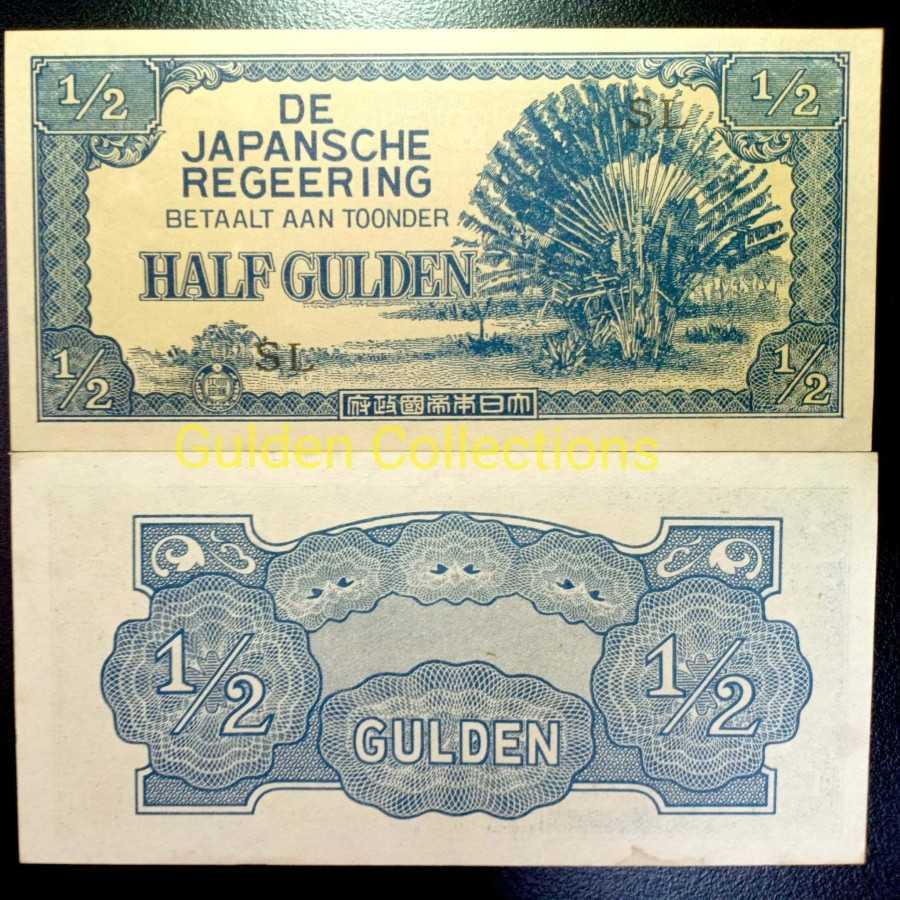 1/2
1/2
DE
JAPANSCHE
REGEERING
BETAALT AAN TOONDER
HALF GULDEN
SL
SL
1/2
1/2
府政國帝本日大
Gulden Collections
1/2
1/2
GULDEN